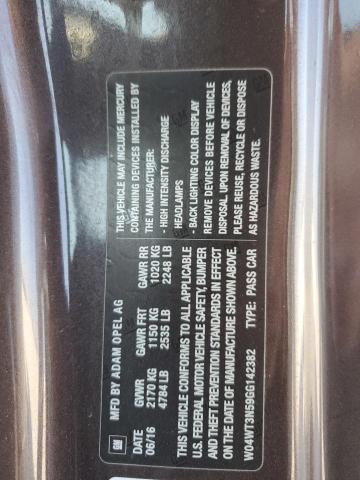 GM
MFD BY ADAM OPEL AG
DATE GVWR GAWR FRT GAWR RR
06/16 2170 KG 1150 KG 1020 KG
4784 LB 2535 LB 2248 LB
THIS VEHICLE CONFORMS TO ALL APPLICABLE
U.S. FEDERAL MOTOR VEHICLE SAFETY, BUMPER
AND THEFT PREVENTION STANDARDS IN EFFECT
ON THE DATE OF MANUFACTURE SHOWN ABOVE.
W04WT3N59GG142382 TYPE: PASS CAR
THIS VEHICLE MAY INCLUDE MERCURY
CONTAINING DEVICES INSTALLED BY
THE MANUFACTURER:
- HIGH INTENSITY DISCHARGE
HEADLAMPS
- BACK LIGHTING COLOR DISPLAY
REMOVE DEVICES BEFORE VEHICLE
DISPOSAL UPON REMOVAL OF DEVICES,
PLEASE REUSE, RECYCLE OR DISPOSE
AS HAZARDOUS WASTE.